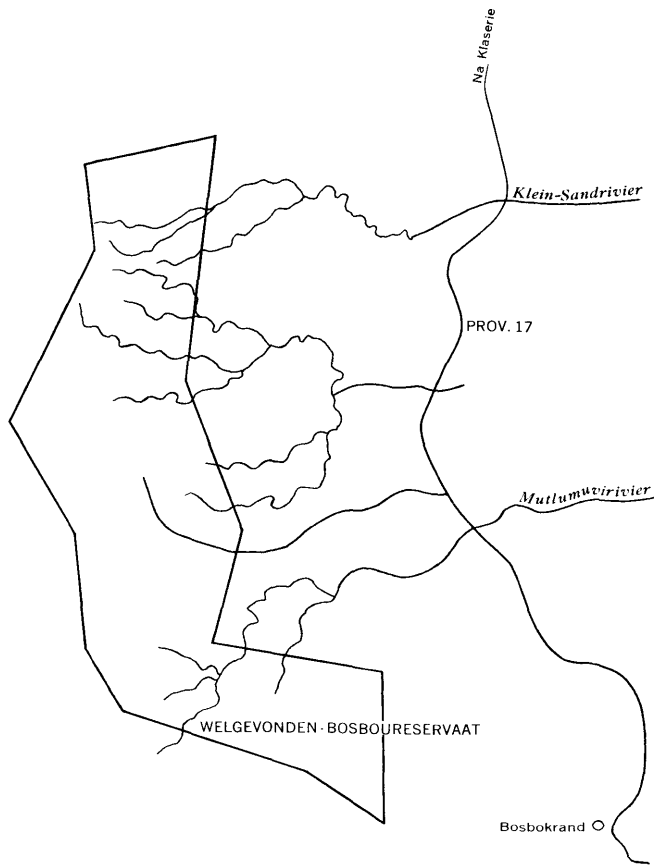 Na Klaserie
Klein-Sandrivier
PROV. 17
Mutlumuvirivier
WELGEVONDEN-BOSBOURESERVAAT
Bosbokrand